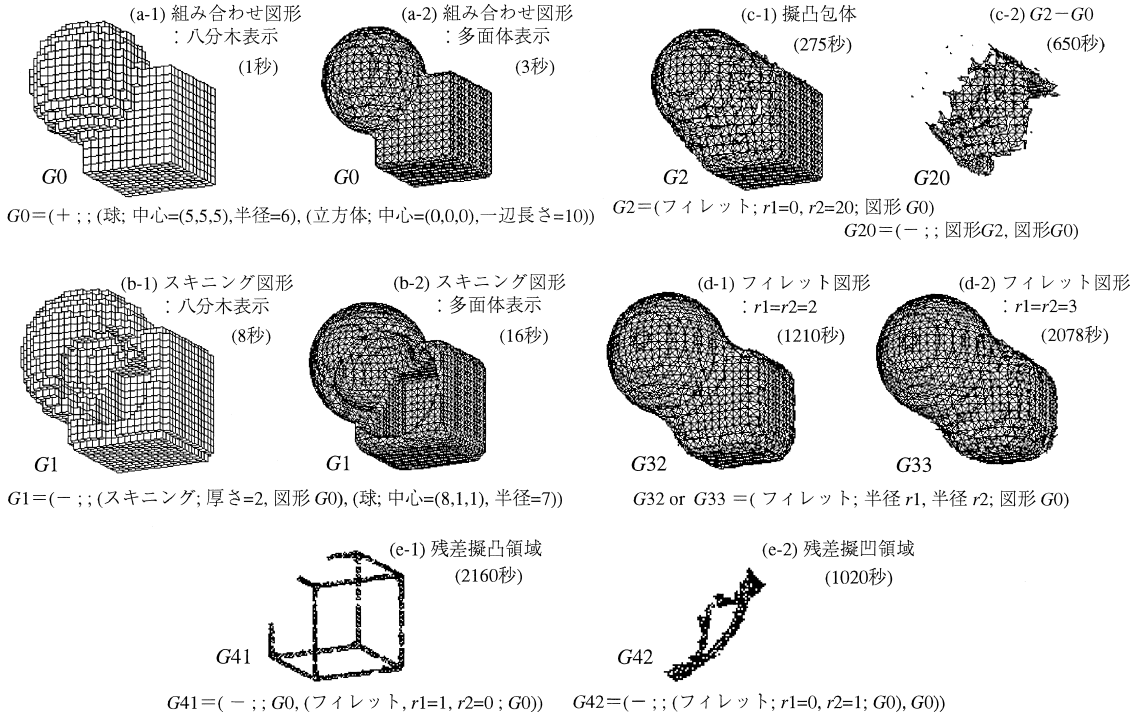 (a-1) 組み合わせ図形
：八分木表示
(1秒)
G0
(a-2) 組み合わせ図形
：多面体表示
(3秒)
G0
G0＝(＋ ; ; (球; 中心=(5,5,5),半径=6), (立方体; 中心=(0,0,0),一辺長さ=10))
(c-1) 擬凸包体
(275秒)
G2
(c-2) G2－G0
(650秒)
G20
G2＝(フィレット; r1=0, r2=20; 図形 G0)
G20＝(－ ; ; 図形G2, 図形G0)
(b-1) スキニング図形
：八分木表示
(8秒)
G1
(b-2) スキニング図形
：多面体表示
(16秒)
G1
G1＝(－ ; ; (スキニング; 厚さ=2, 図形 G0), (球; 中心=(8,1,1), 半径=7))
(d-1) フィレット図形
：r1=r2=2
(1210秒)
G32
(d-2) フィレット図形
：r1=r2=3
(2078秒)
G33
G32 or G33 ＝( フィレット; 半径 r1, 半径 r2; 図形 G0)
(e-1) 残差擬凸領域
(2160秒)
G41
G41＝( － ; ; G0, (フィレット, r1=1, r2=0 ; G0))
(e-2) 残差擬凹領域
(1020秒)
G42
G42＝(－ ; ; (フィレット; r1=0, r2=1; G0), G0))